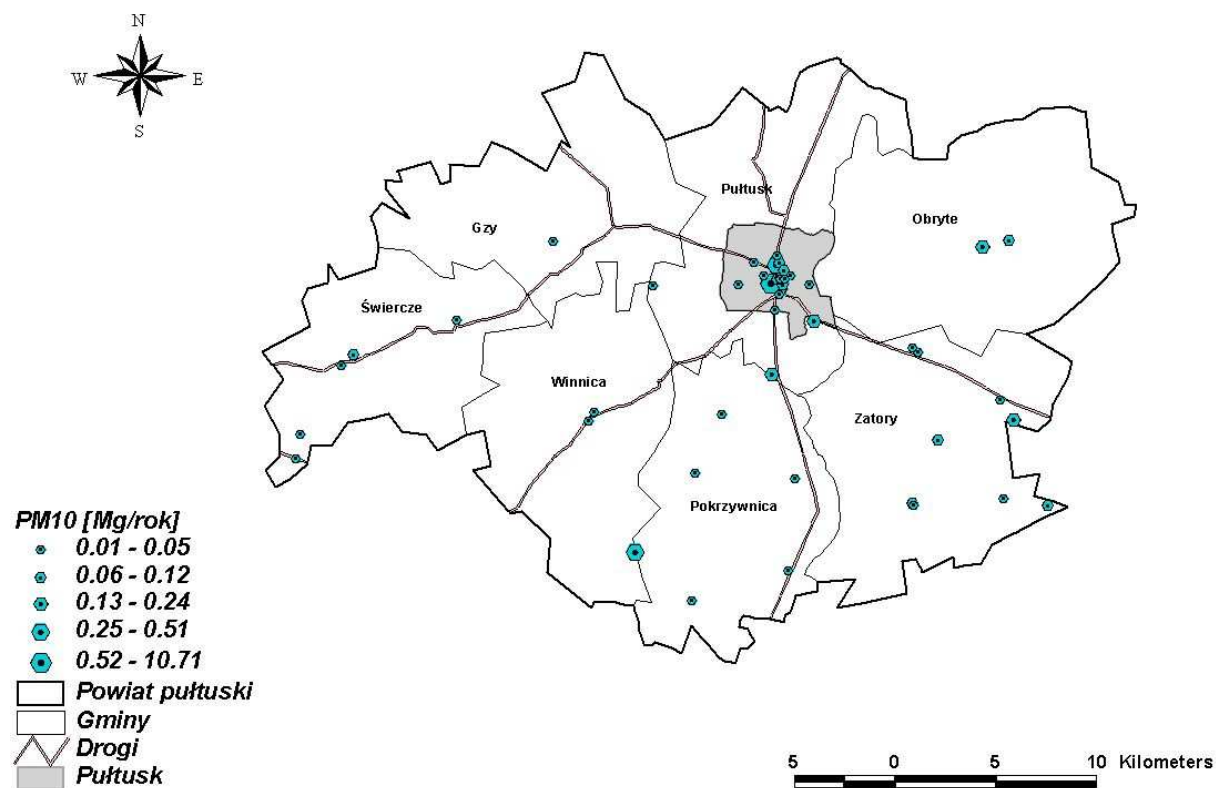 N
W E
S
Pułtusk
Obryte
Gzy
Świercze
Winnica
Zatory
Pokrzywnica
PM10 [Mg/rok]
0.01 - 0.05
0.06 - 0.12
0.13 - 0.24
0.25 - 0.51
0.52 - 10.71
Powiat pułtuski
Gminy
Drogi
Pułtusk
5 0 5 10 Kilometers